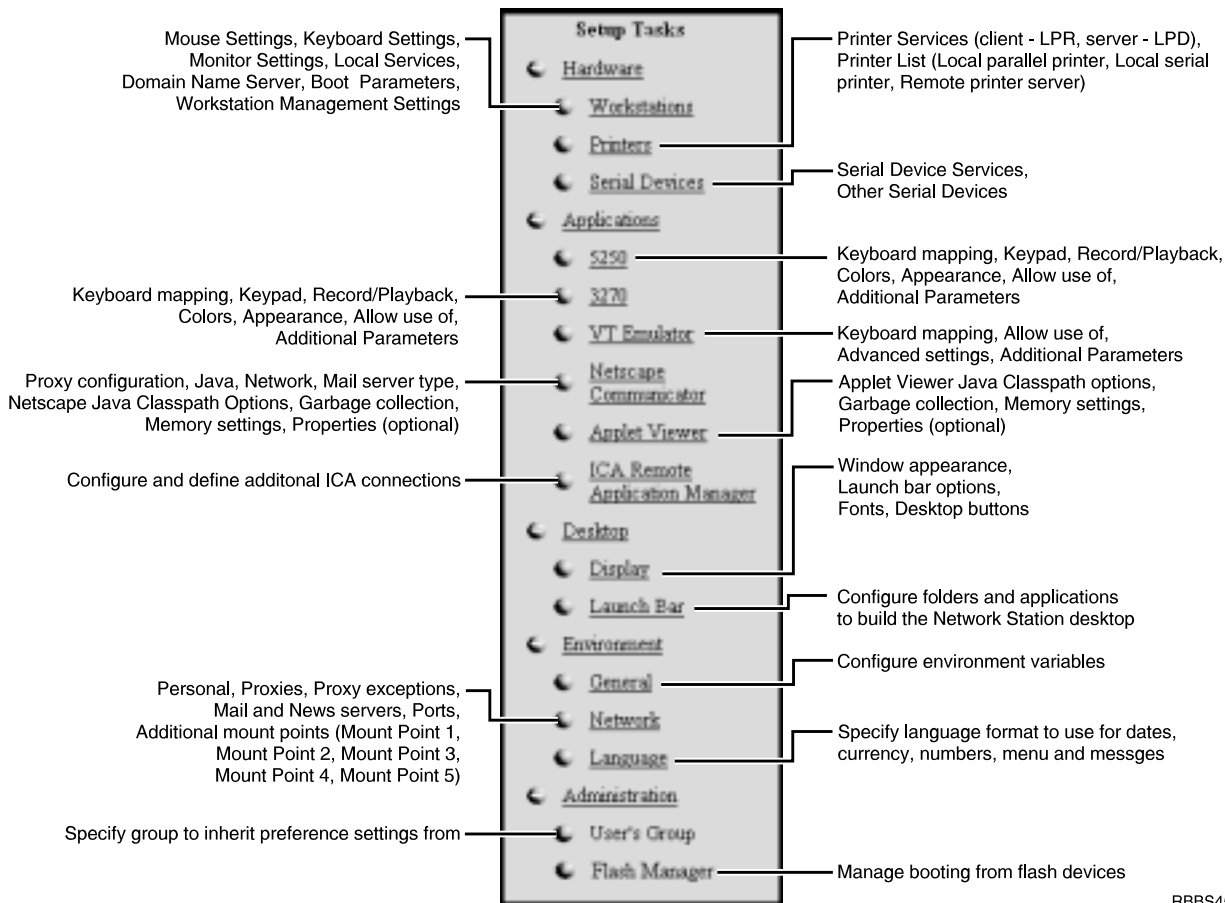 Setup Tasks
Hardware
Workstations
Printers
Serial Devices
Applications
5250
3270
VT Emulator
Netscape
Communicator
Applet Viewer
ICA Remote
Application Manager
Desktop
Display
Launch Bar
Environment
General
Network
Language
Administration
User's Group
Flash Manager
Mouse Settings, Keyboard Settings,
Monitor Settings, Local Services,
Domain Name Server, Boot Parameters,
Workstation Management Settings
Keyboard mapping, Keypad, Record/Playback,
Colors, Appearance, Allow use of,
Additional Parameters
Proxy configuration, Java, Network, Mail server type,
Netscape Java Classpath Options, Garbage collection,
Memory settings, Properties (optional)
Configure and define additonal ICA connections
Personal, Proxies, Proxy exceptions,
Mail and News servers, Ports,
Additional mount points (Mount Point 1,
Mount Point 2, Mount Point 3,
Mount Point 4, Mount Point 5)
Specify group to inherit preference settings from
Printer Services (client - LPR, server - LPD),
Printer List (Local parallel printer, Local serial
printer, Remote printer server)
Serial Device Services,
Other Serial Devices
Keyboard mapping, Keypad, Record/Playback,
Colors, Appearance, Allow use of,
Additional Parameters
Keyboard mapping, Allow use of,
Advanced settings, Additional Parameters
Applet Viewer Java Classpath options,
Garbage collection, Memory settings,
Properties (optional)
Window appearance,
Launch bar options,
Fonts, Desktop buttons
Configure folders and applications
to build the Network Station desktop
Configure environment variables
Specify language format to use for dates,
currency, numbers, menu and messges
Manage booting from flash devices